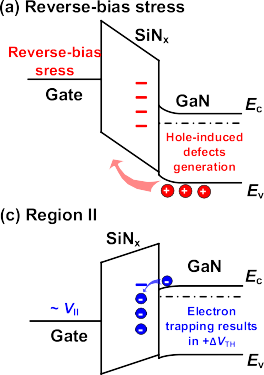 (a) Reverse-bias stress
SiNx
Reverse-bias
sress
Gate
GaN
Ec
Hole-induced
defects
generation
+ + +
Ev
(c) Region II
SiNx
GaN
Ec
~ VII
Gate
Electron
trapping results
in +ΔVTH
Ev